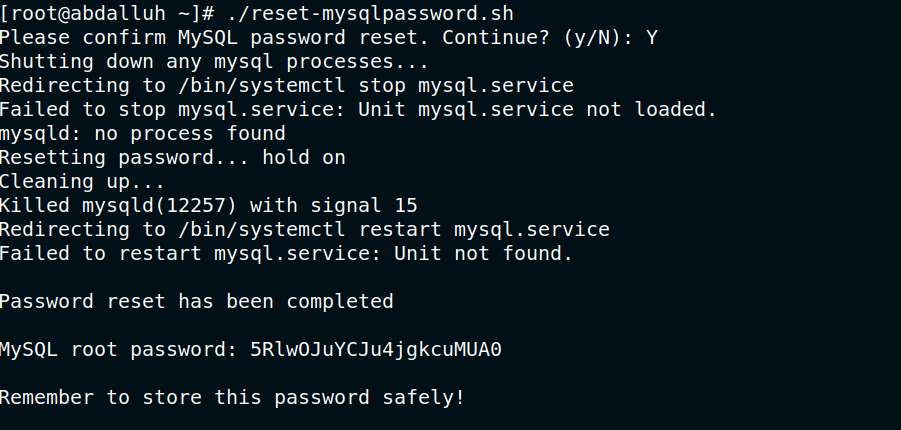 [root@abdalluh ~]# ./reset-mysqlpassword.sh
Please confirm MySQL password reset. Continue? (y/N): Y
Shutting down any mysql processes...
Redirecting to /bin/systemctl stop mysql.service
Failed to stop mysql.service: Unit mysql.service not loaded.
mysqld: no process found
Resetting password... hold on
Cleaning up...
Killed mysqld(12257) with signal 15
Redirecting to /bin/systemctl restart mysql.service
Failed to restart mysql.service: Unit not found.
Password reset has been completed
MySQL root password: 5RlwOJuYCJu4jgkcuMUA0
Remember to store this password safely!